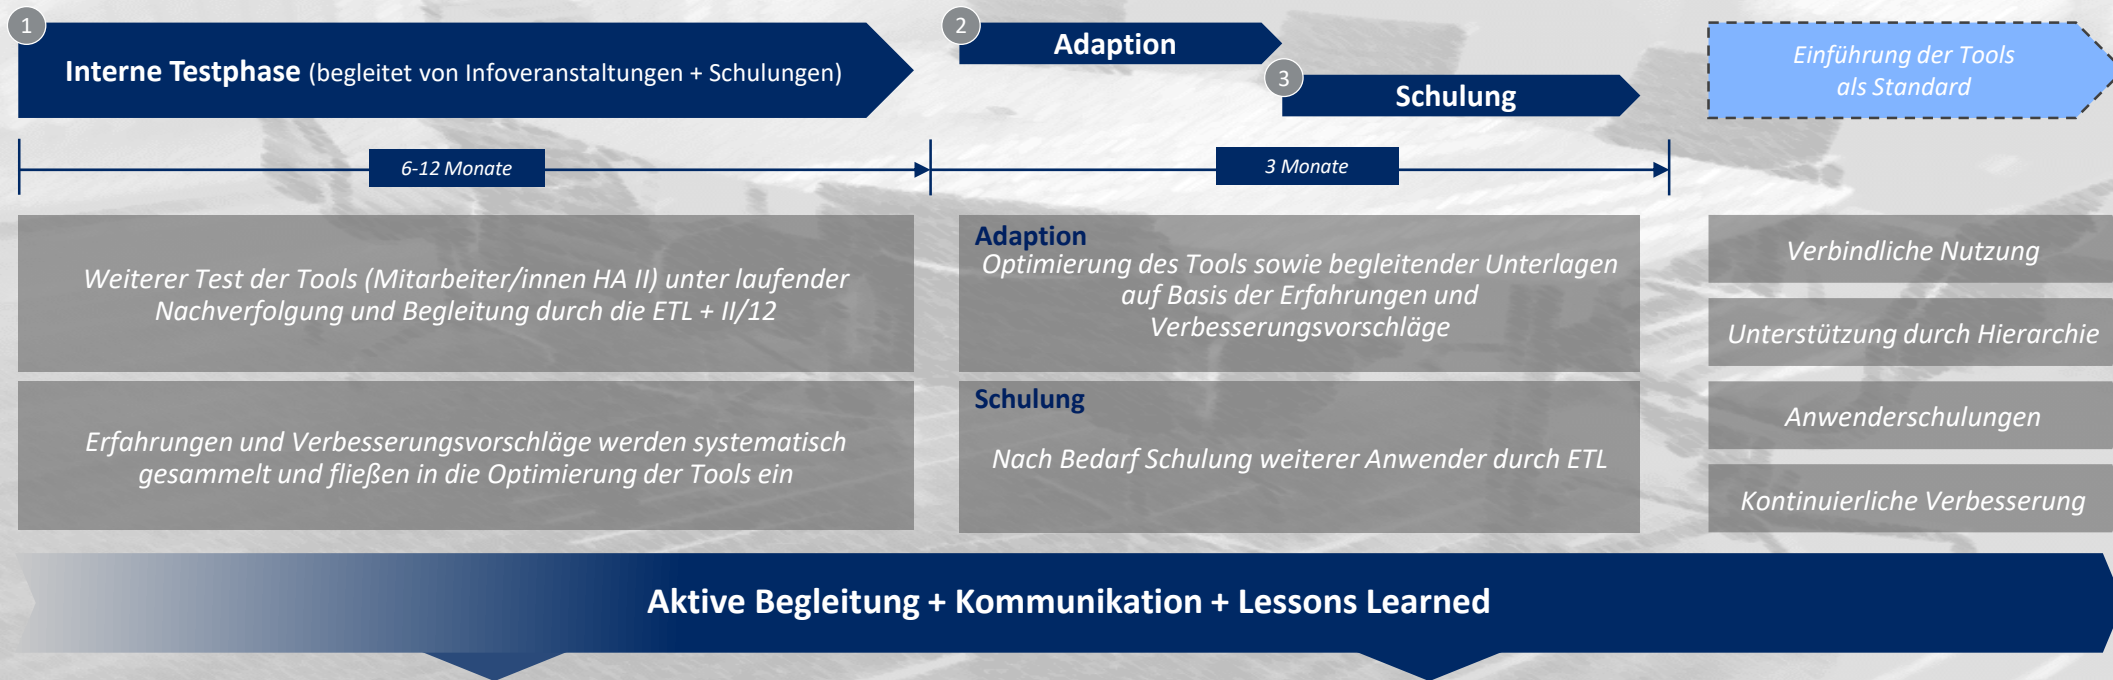 1
Interne Testphase (begleitet von Infoveranstaltungen + Schulungen)
2
Adaption
3
Schulung
Einführung der Tools
als Standard
6-12 Monate
3 Monate
Weiterer Test der Tools (Mitarbeiter/innen HA II) unter laufender
Nachverfolgung und Begleitung durch die ETL + II/12
Erfahrungen und Verbesserungsvorschläge werden systematisch
gesammelt und fließen in die Optimierung der Tools ein
Adaption
Optimierung des Tools sowie begleitender Unterlagen
auf Basis der Erfahrungen und
Verbesserungsvorschläge
Schulung
Nach Bedarf Schulung weiterer Anwender durch ETL
Verbindliche Nutzung
Unterstützung durch Hierarchie
Anwenderschulungen
Kontinuierliche Verbesserung
Aktive Begleitung + Kommunikation + Lessons Learned